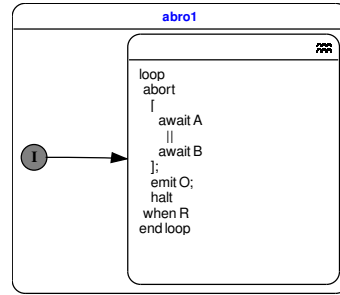 abro1
loop
abort
[
await A
||
await B
];
emit O;
halt
when R
end loop
I